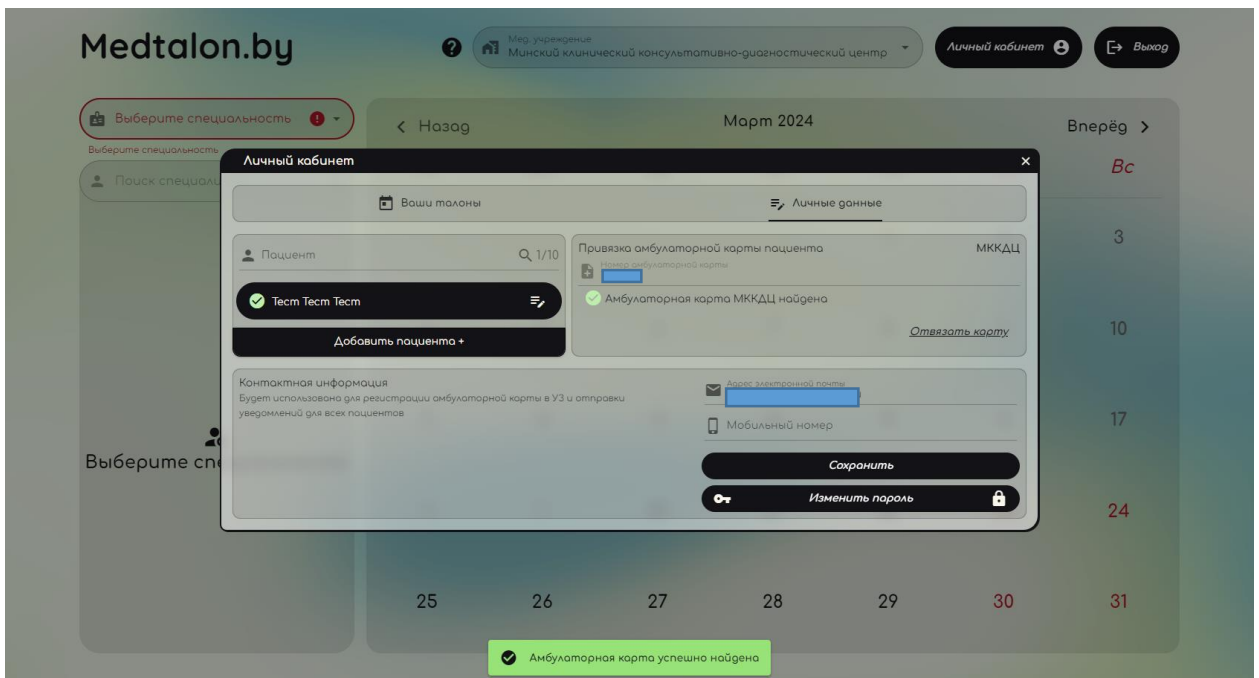 Medtalon.by
Мед. учреждение
Минский клинический консультативно-диагностический центр
Личный кабинет
Выход
Выберите специальность
Выберите специальность
Поиск
Назад
Март 2024
Вперёд
Вс
Личный кабинет
Ваши талоны
Личные данные
Пациент
1/10
Тест Тест Тест
Добавить пациента +
Привязка амбулаторной карты пациента
МККДЦ
Номер амбулаторной карты
Амбулаторная карта МККДЦ найдена
Отвязать карту
Контактная информация
Будет использована для регистрации амбулаторной карты в УЗ и отправки
уведомлений для всех пациентов
Адрес электронной почты
Мобильный номер
Сохранить
Изменить пароль
Выберите
3
10
17
24
25 26 27 28 29 30 31
Амбулаторная карта успешно найдена